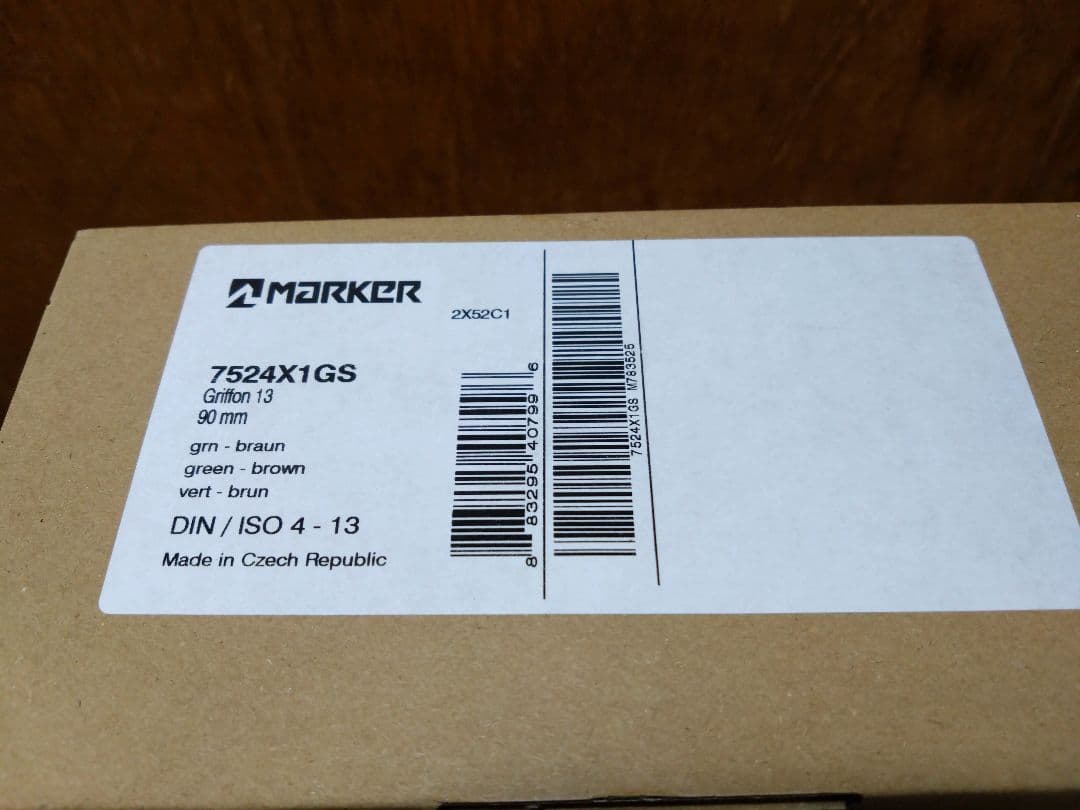 MARKER
2X52C1
7524X1GS
Griffon 13
90 mm
grn - braun
green - brown
vert - brun
DIN / ISO 4 - 13
Made in Czech Republic
8 83295 40799 6
7524X1GS M783525